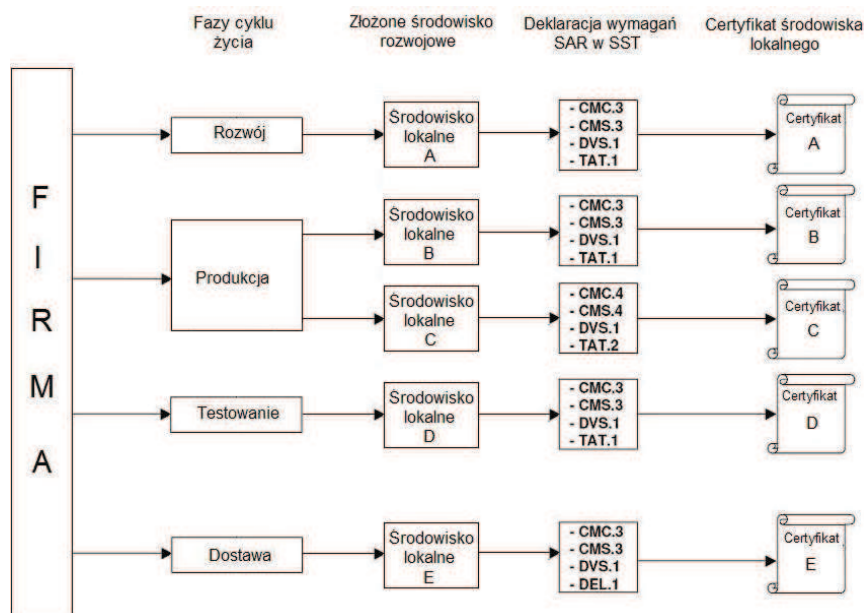 Fazy cyklu
życia
Złożone środowisko
rozwojowe
Deklaracja wymagań
SAR w SST
Certyfikat środowiska
lokalnego
F
I
R
M
A
Rozwój
Środowisko
lokalne
A
- CMC.3
- CMS.3
- DVS.1
- TAT.1
Certyfikat
A
Produkcja
Środowisko
lokalne
B
- CMC.3
- CMS.3
- DVS.1
- TAT.1
Certyfikat
B
Środowisko
lokalne
C
- CMC.4
- CMS.4
- DVS.1
- TAT.2
Certyfikat
C
Testowanie
Środowisko
lokalne
D
- CMC.3
- CMS.3
- DVS.1
- TAT.1
Certyfikat
D
Dostawa
Środowisko
lokalne
E
- CMC.3
- CMS.3
- DVS.1
- DEL.1
Certyfikat
E